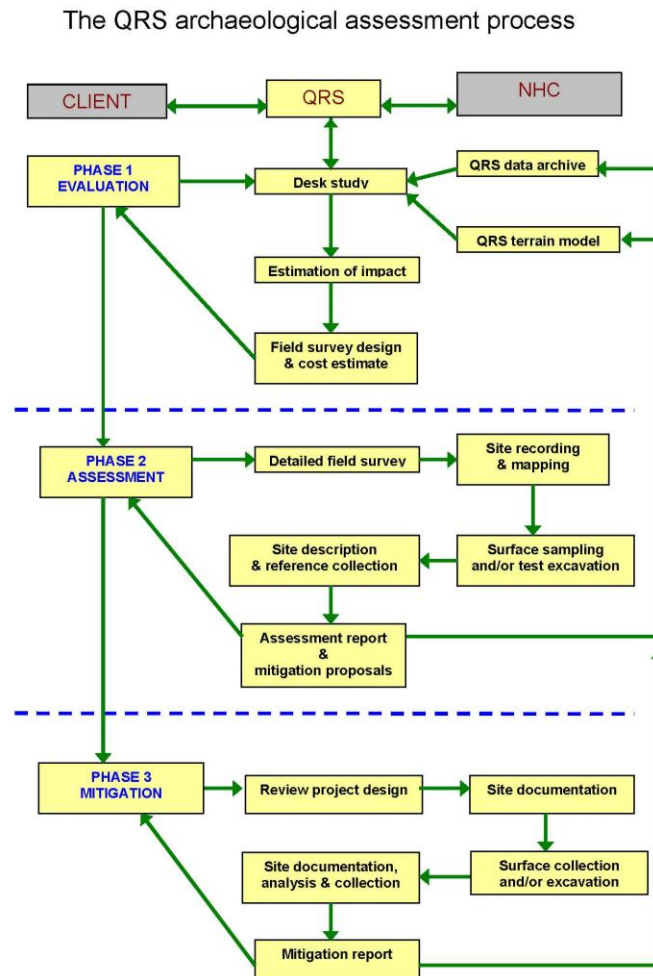 The QRS archaeological assessment process
CLIENT
QRS
NHC
PHASE 1
EVALUATION
Desk study
QRS data archive
QRS terrain model
Estimation of impact
Field survey design
& cost estimate
PHASE 2
ASSESSMENT
Detailed field survey
Site recording
& mapping
Site description
& reference collection
Surface sampling
and/or test excavation
Assessment report
&
mitigation proposals
PHASE 3
MITIGATION
Review project design
Site documentation
Site documentation,
analysis & collection
Surface collection
and/or excavation
Mitigation report